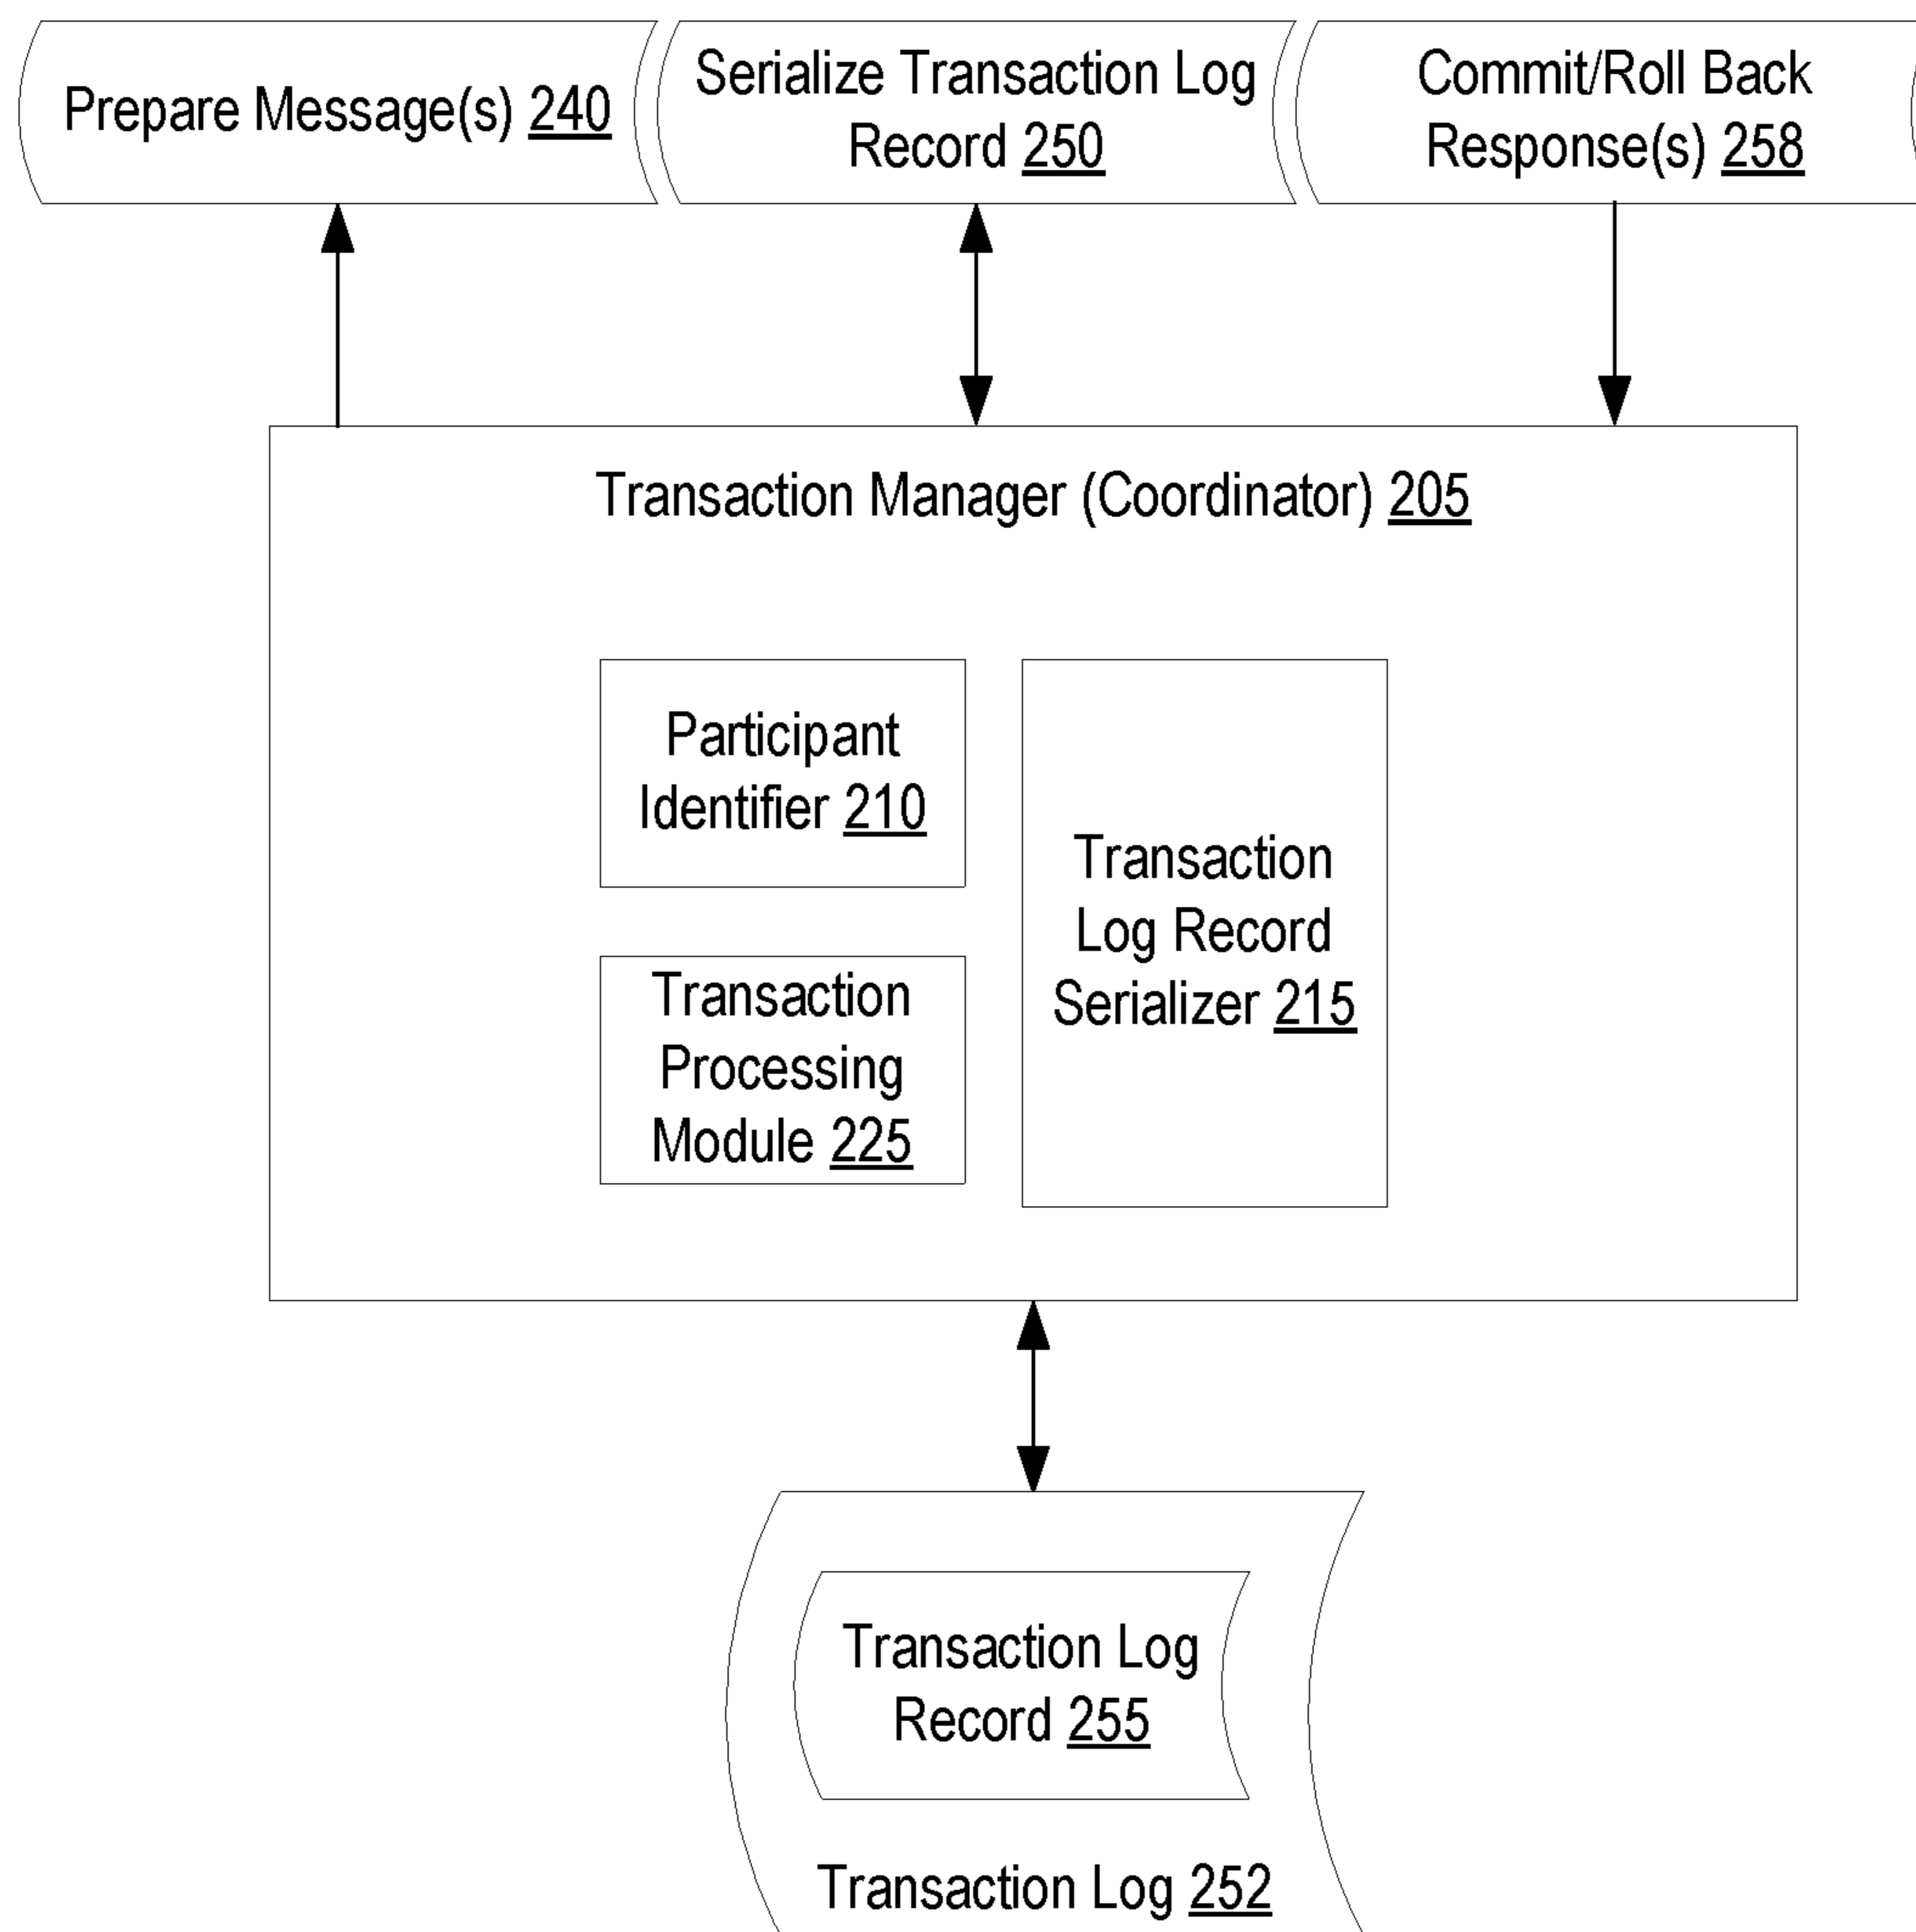 Prepare Message(s) 240
Serialize Transaction Log
Record 250
Commit/Roll Back
Response(s) 258
Transaction Manager (Coordinator) 205
Participant
Identifier 210
Transaction
Processing
Module 225
Transaction
Log Record
Serializer 215
Transaction Log
Record 255
Transaction Log 252